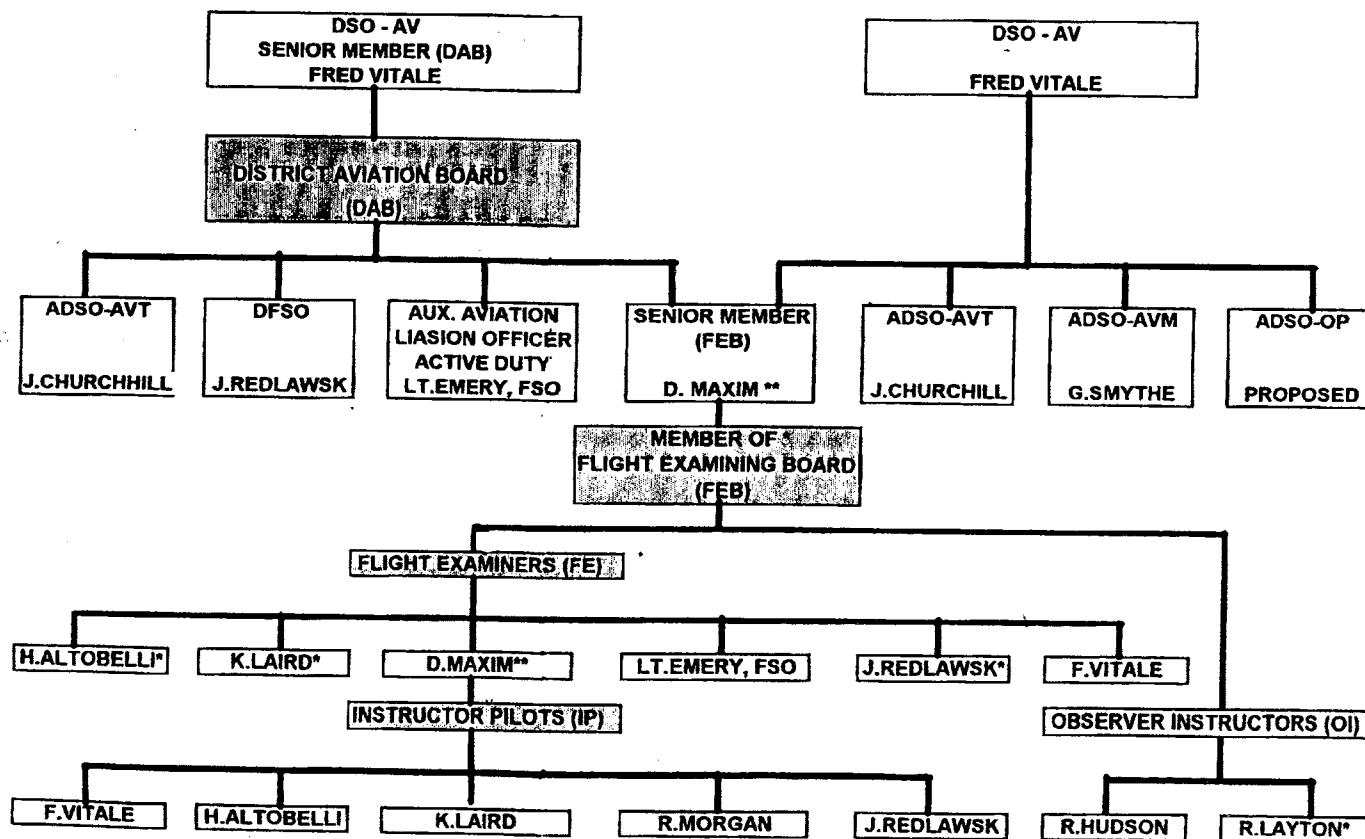 DSO - AV
SENIOR MEMBER (DAB)
FRED VITALE
DSO - AV
FRED VITALE
DISTRICT AVIATION BOARD
(DAB)
ADSO-AVT
J.CHURCHHILL
DFSO
J.REDLAWSK
AUX. AVIATION
LIASION OFFICER
ACTIVE DUTY
LT.EMERY, FSO
SENIOR MEMBER
(FEB)
D. MAXIM **
ADSO-AVT
J.CHURCHILL
ADSO-AVM
G.SMYTHE
ADSO-OP
PROPOSED
MEMBER OF *
FLIGHT EXAMINING BOARD
(FEB)
FLIGHT EXAMINERS (FE)
H.ALTOBELLI*
K.LAIRD*
D.MAXIM**
LT.EMERY, FSO
J.REDLAWSK*
F.VITALE
INSTRUCTOR PILOTS (IP)
OBSERVER INSTRUCTORS (OI)
F.VITALE
H.ALTOBELLI
K.LAIRD
R.MORGAN
J.REDLAWSK
R.HUDSON
R.LAYTON*